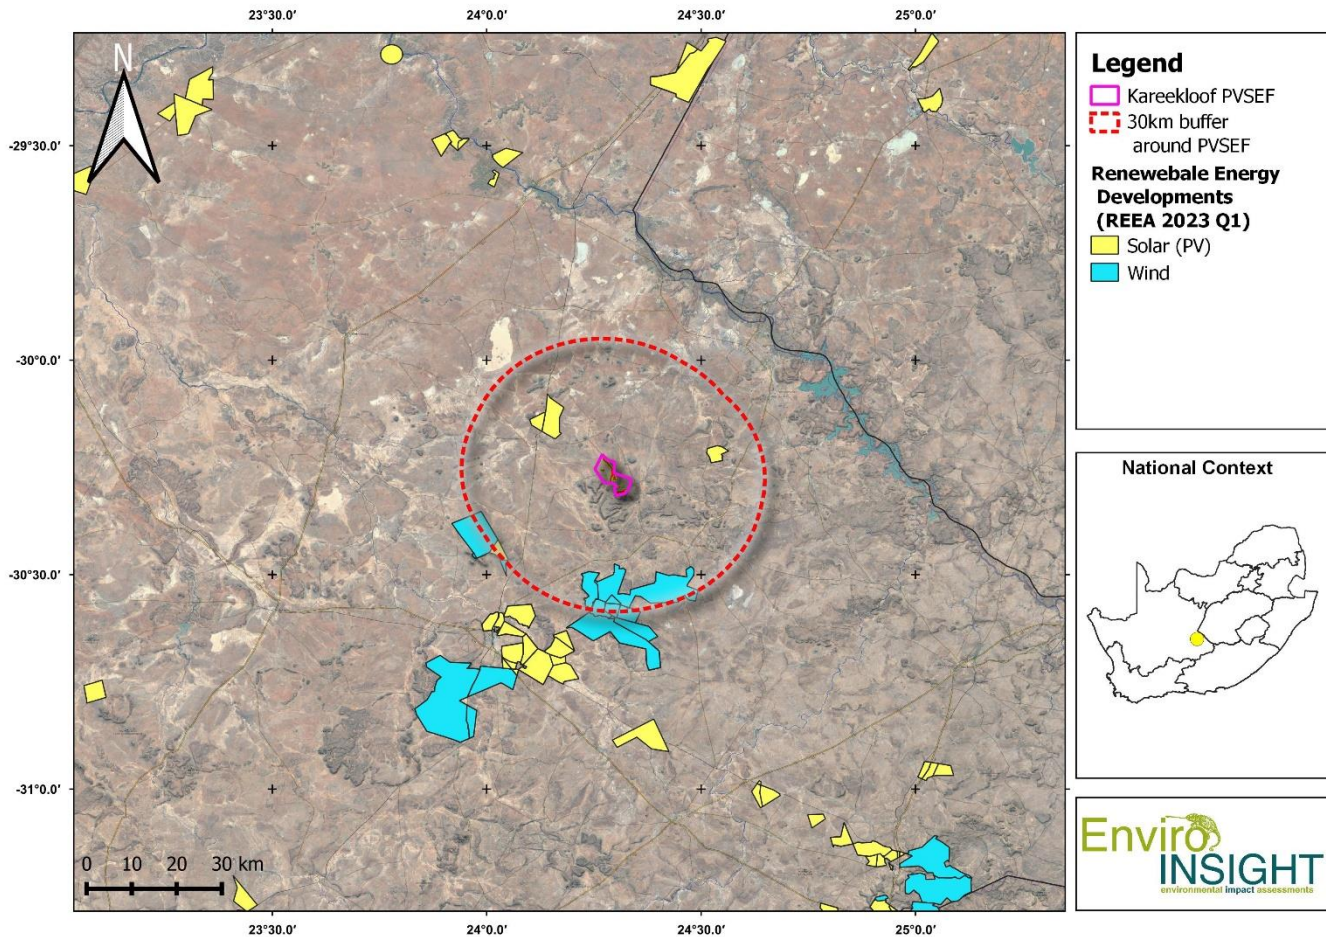 23°30.0' 24°0.0' 24°30.0' 25°0.0'
N
-29°30.0'
-30°0.0'
-30°30.0'
-31°0.0'
0 10 20 30 km
23°30.0' 24°0.0' 24°30.0' 25°0.0'
Legend
Kareekloof PVSEF
30km buffer
around PVSEF
Renewebale Energy
Developments
(REEA 2023 Q1)
Solar (PV)
Wind
National Context
Enviro
INSIGHT
environmental impact assessments